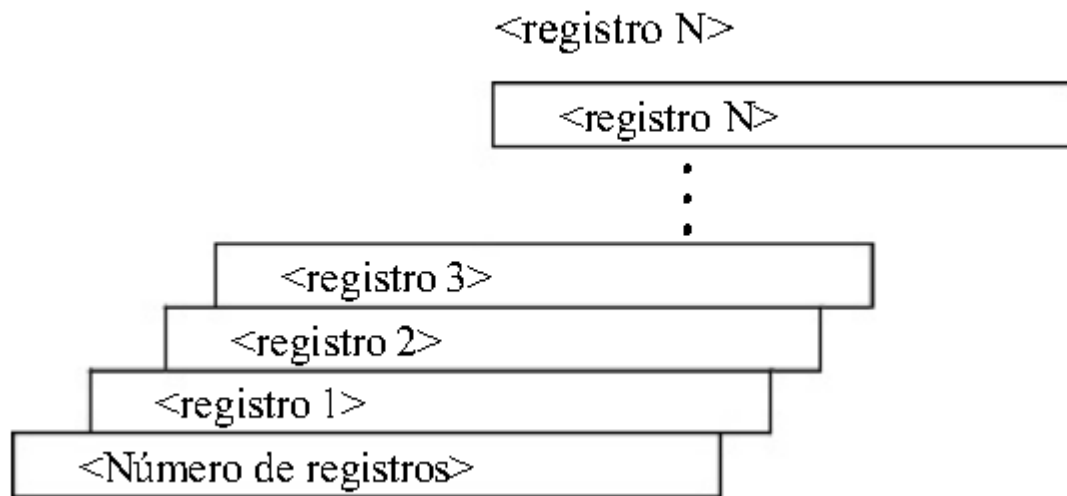 <registro N>
<registro N>
<registro 3>
<registro 2>
<registro 1>
<Número de registros>